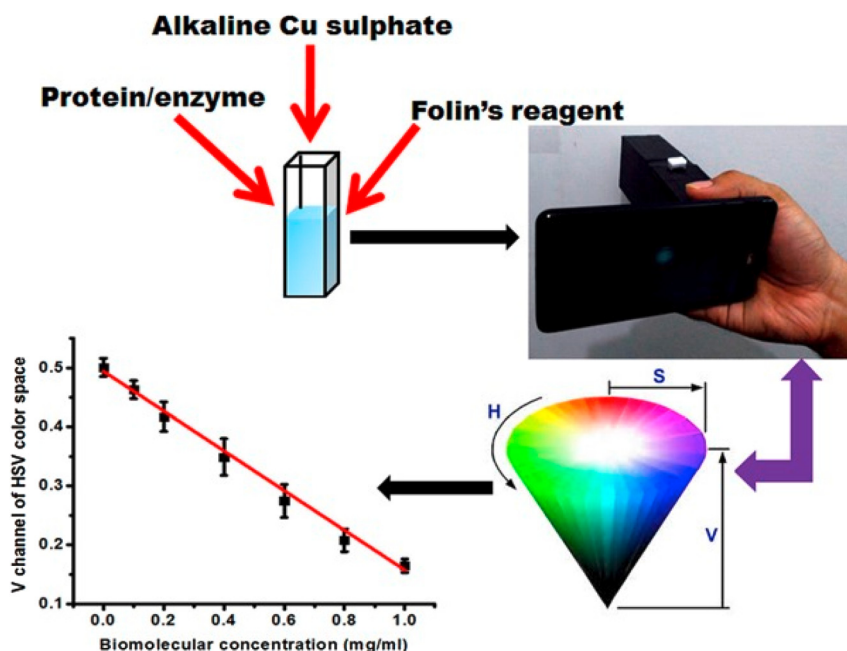 Alkaline Cu sulphate
Protein/enzyme
Folin's reagent
S
H
V
V channel of HSV color space
0.5
0.4
0.3
0.2
0.1
0.0
0.2
0.4
0.6
0.8
1.0
Biomolecular concentration (mg/ml)